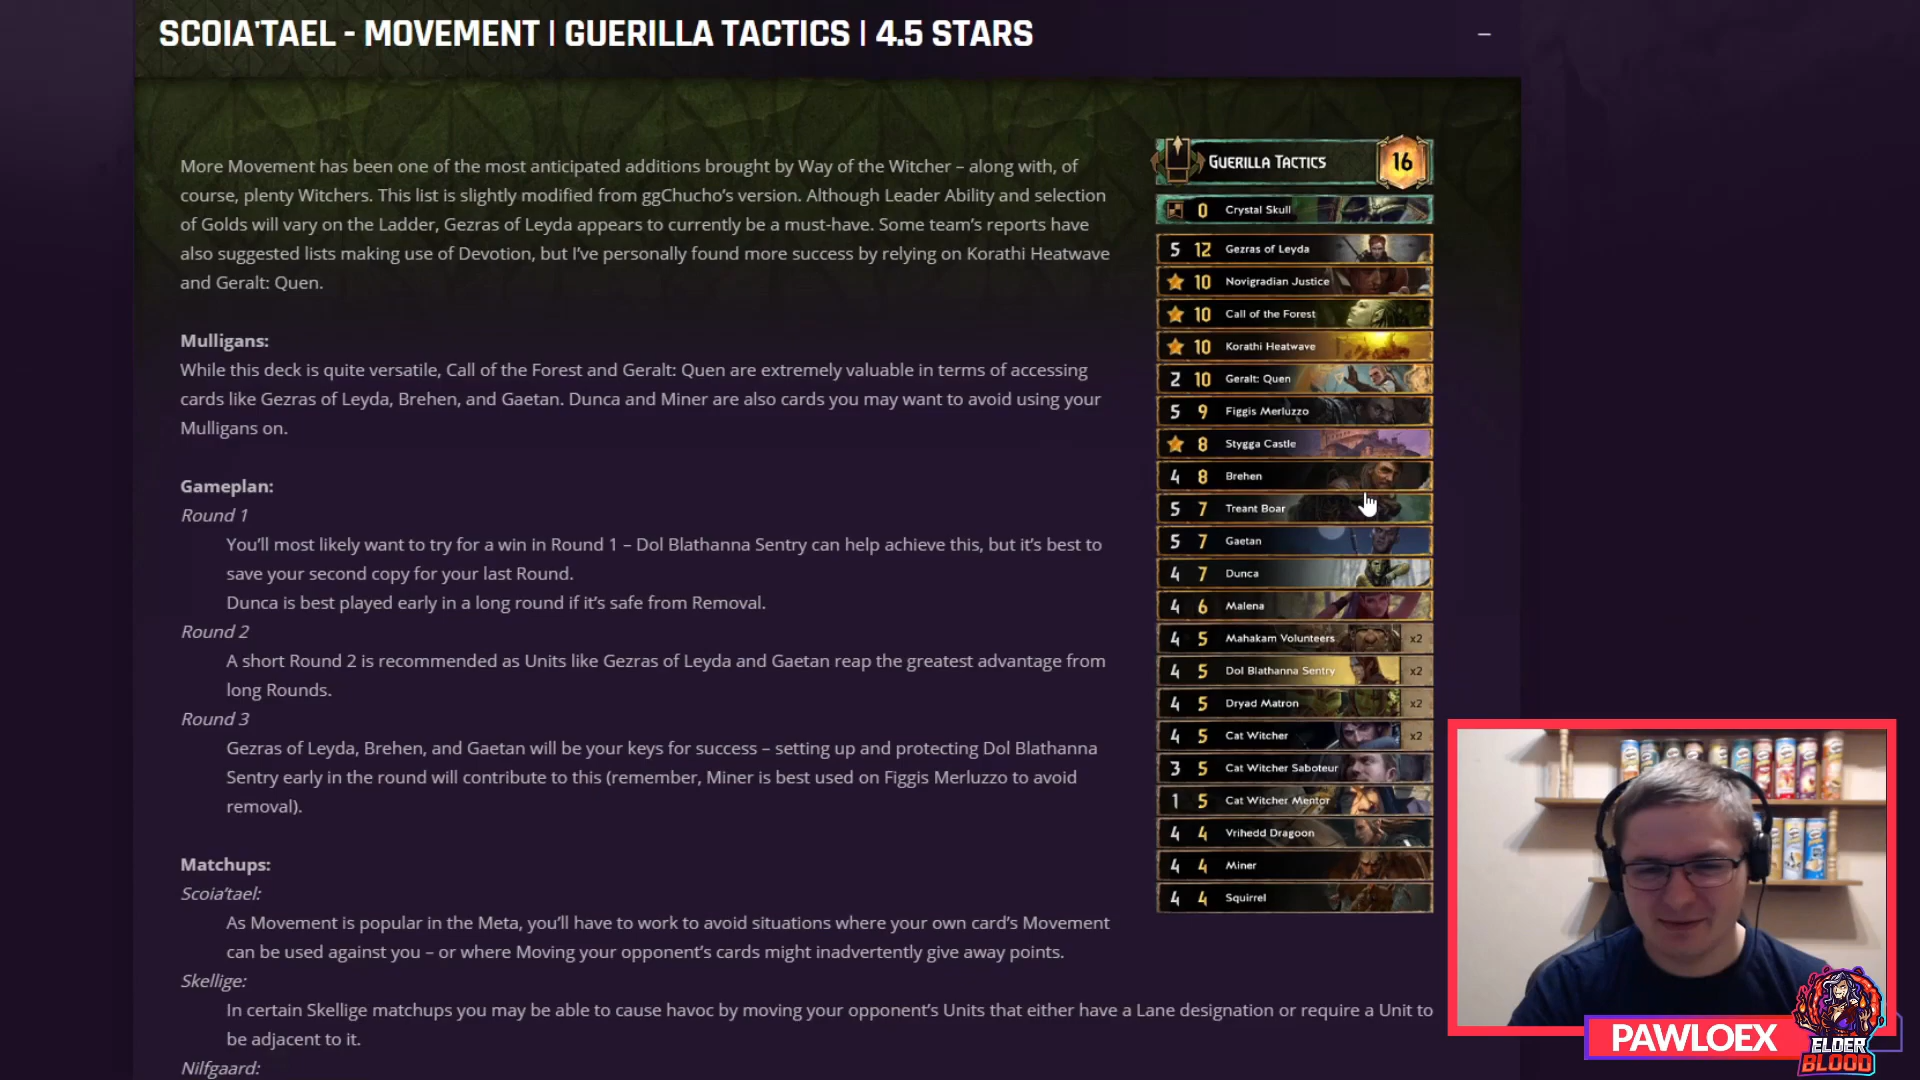 SCOIA'TAEL - MOVEMENT | GUERILLA TACTICS | 4.5 STARS
More Movement has been one of the most anticipated additions brought by Way of the Witcher – along with, of
course, plenty Witchers. This list is slightly modified from ggChucho's version. Although Leader Ability and selection
of Golds will vary on the Ladder, Gezras of Leyda appears to currently be a must-have. Some team's reports have
also suggested lists making use of Devotion, but I've personally found more success by relying on Korathi Heatwave
and Geralt: Quen.
Mulligans:
While this deck is quite versatile, Call of the Forest and Geralt: Quen are extremely valuable in terms of accessing
cards like Gezras of Leyda, Brehen, and Gaetan. Dunca and Miner are also cards you may want to avoid using your
Mulligans on.
Gameplan:
Round 1
You'll most likely want to try for a win in Round 1 – Dol Blathanna Sentry can help achieve this, but it's best to
save your second copy for your last Round.
Dunca is best played early in a long round if it's safe from Removal.
Round 2
A short Round 2 is recommended as Units like Gezras of Leyda and Gaetan reap the greatest advantage from
long Rounds.
Round 3
Gezras of Leyda, Brehen, and Gaetan will be your keys for success – setting up and protecting Dol Blathanna
Sentry early in the round will contribute to this (remember, Miner is best used on Figgis Merluzzo to avoid
removal).
Matchups:
Scoia'tael:
As Movement is popular in the Meta, you'll have to work to avoid situations where your own card's Movement
can be used against you – or where Moving your opponent's cards might inadvertently give away points.
Skellige:
In certain Skellige matchups you may be able to cause havoc by moving your opponent's Units that either have a Lane designation or require a Unit to
be adjacent to it.
Nilfgaard:
GUERILLA TACTICS 16
0 Crystal Skull
5 12 Gezras of Leyda
10 Novigradian Justice
10 Call of the Forest
10 Korathi Heatwave
2 10 Geralt: Quen
5 9 Figgis Merluzzo
8 Stygga Castle
4 8 Brehen
5 7 Treant Boar
5 7 Gaetan
4 7 Dunca
4 6 Malena
4 5 Mahakam Volunteers x2
4 5 Dol Blathanna Sentry x2
4 5 Dryad Matron x2
4 5 Cat Witcher x2
3 5 Cat Witcher Saboteur
1 5 Cat Witcher Mentor
4 4 Vrihedd Dragoon
4 4 Miner
4 4 Squirrel
PAWLOEX
ELDER
BLOOD